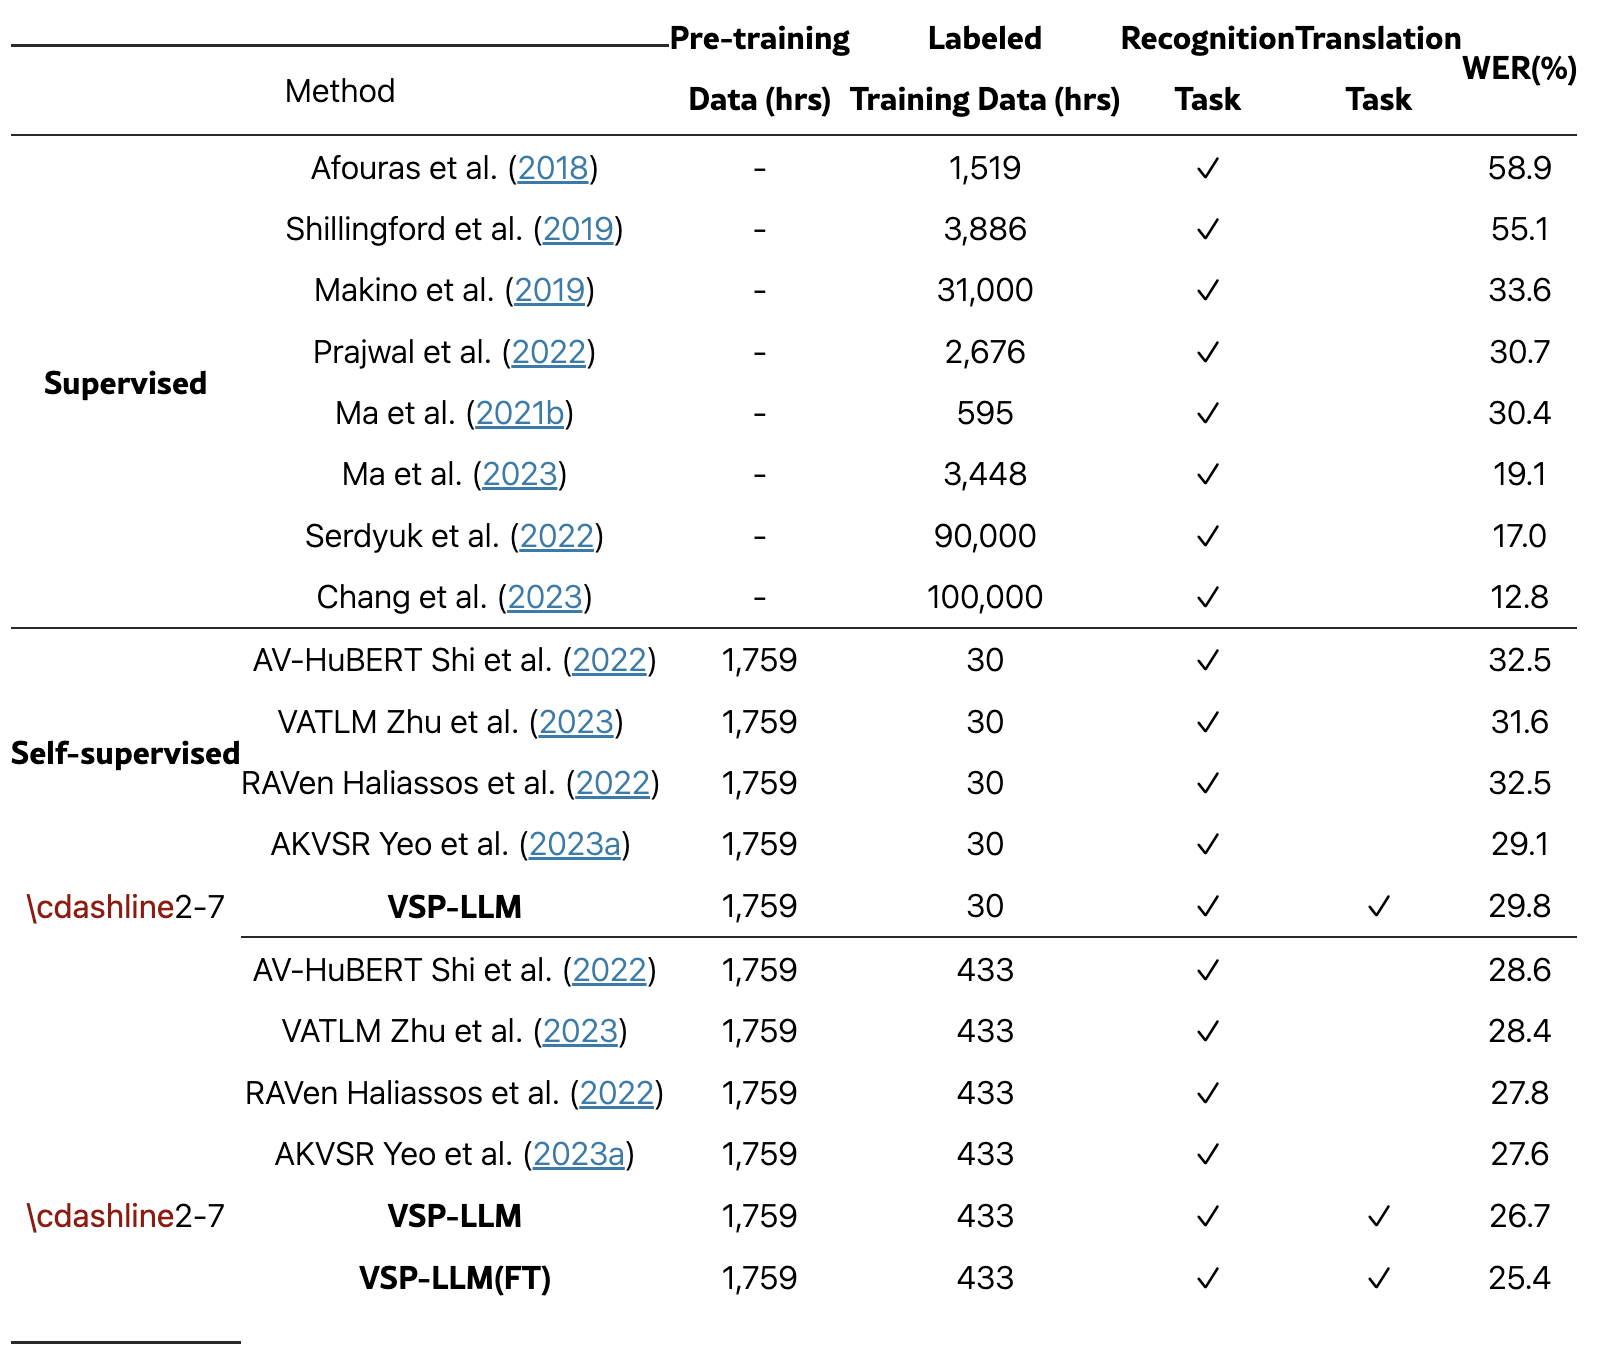 Method Pre-training Data (hrs) Labeled Training Data (hrs) Recognition Task Translation Task WER(%)
Supervised
Afouras et al. (2018) - 1,519 ✓ 58.9
Shillingford et al. (2019) - 3,886 ✓ 55.1
Makino et al. (2019) - 31,000 ✓ 33.6
Prajwal et al. (2022) - 2,676 ✓ 30.7
Ma et al. (2021b) - 595 ✓ 30.4
Ma et al. (2023) - 3,448 ✓ 19.1
Serdyuk et al. (2022) - 90,000 ✓ 17.0
Chang et al. (2023) - 100,000 ✓ 12.8
Self-supervised
AV-HuBERT Shi et al. (2022) 1,759 30 ✓ 32.5
VATLM Zhu et al. (2023) 1,759 30 ✓ 31.6
RAVen Haliassos et al. (2022) 1,759 30 ✓ 32.5
AKVSR Yeo et al. (2023a) 1,759 30 ✓ 29.1
\cdashline2-7 VSP-LLM 1,759 30 ✓ ✓ 29.8
AV-HuBERT Shi et al. (2022) 1,759 433 ✓ 28.6
VATLM Zhu et al. (2023) 1,759 433 ✓ 28.4
RAVen Haliassos et al. (2022) 1,759 433 ✓ 27.8
AKVSR Yeo et al. (2023a) 1,759 433 ✓ 27.6
\cdashline2-7 VSP-LLM 1,759 433 ✓ ✓ 26.7
VSP-LLM(FT) 1,759 433 ✓ ✓ 25.4